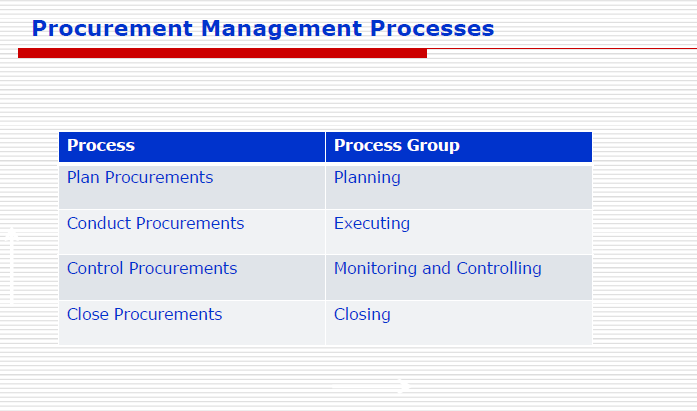 Procurement Management Processes
Process Process Group
Plan Procurements Planning
Conduct Procurements Executing
Control Procurements Monitoring and Controlling
Close Procurements Closing